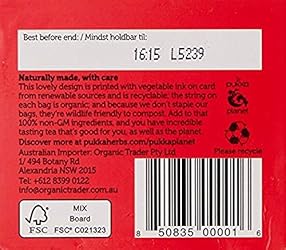 Best before end: / Mindst holdbar til:
16:15 L5239
Naturally made, with care
This lovely design is printed with vegetable ink on card
from renewable sources and is recyclable; the string on
each bag is organic; and because we don't staple our
bags, they're wildlife friendly to compost. Add to that
100% non-GM ingredients, and you have incredible
tasting tea that's good for you, as well as the planet.
Discover more at: www.pukkaherbs.com/pukkaplanet
pukka
planet
Australian Importer: Organic Trader Pty Ltd
1/ 494 Botany Rd
Alexandria NSW 2015
Tel: +612 8399 0122
info@organictrader.com.au
Please recycle
FSC
MIX
Board
FSC® C021323
8 50835 00001 6